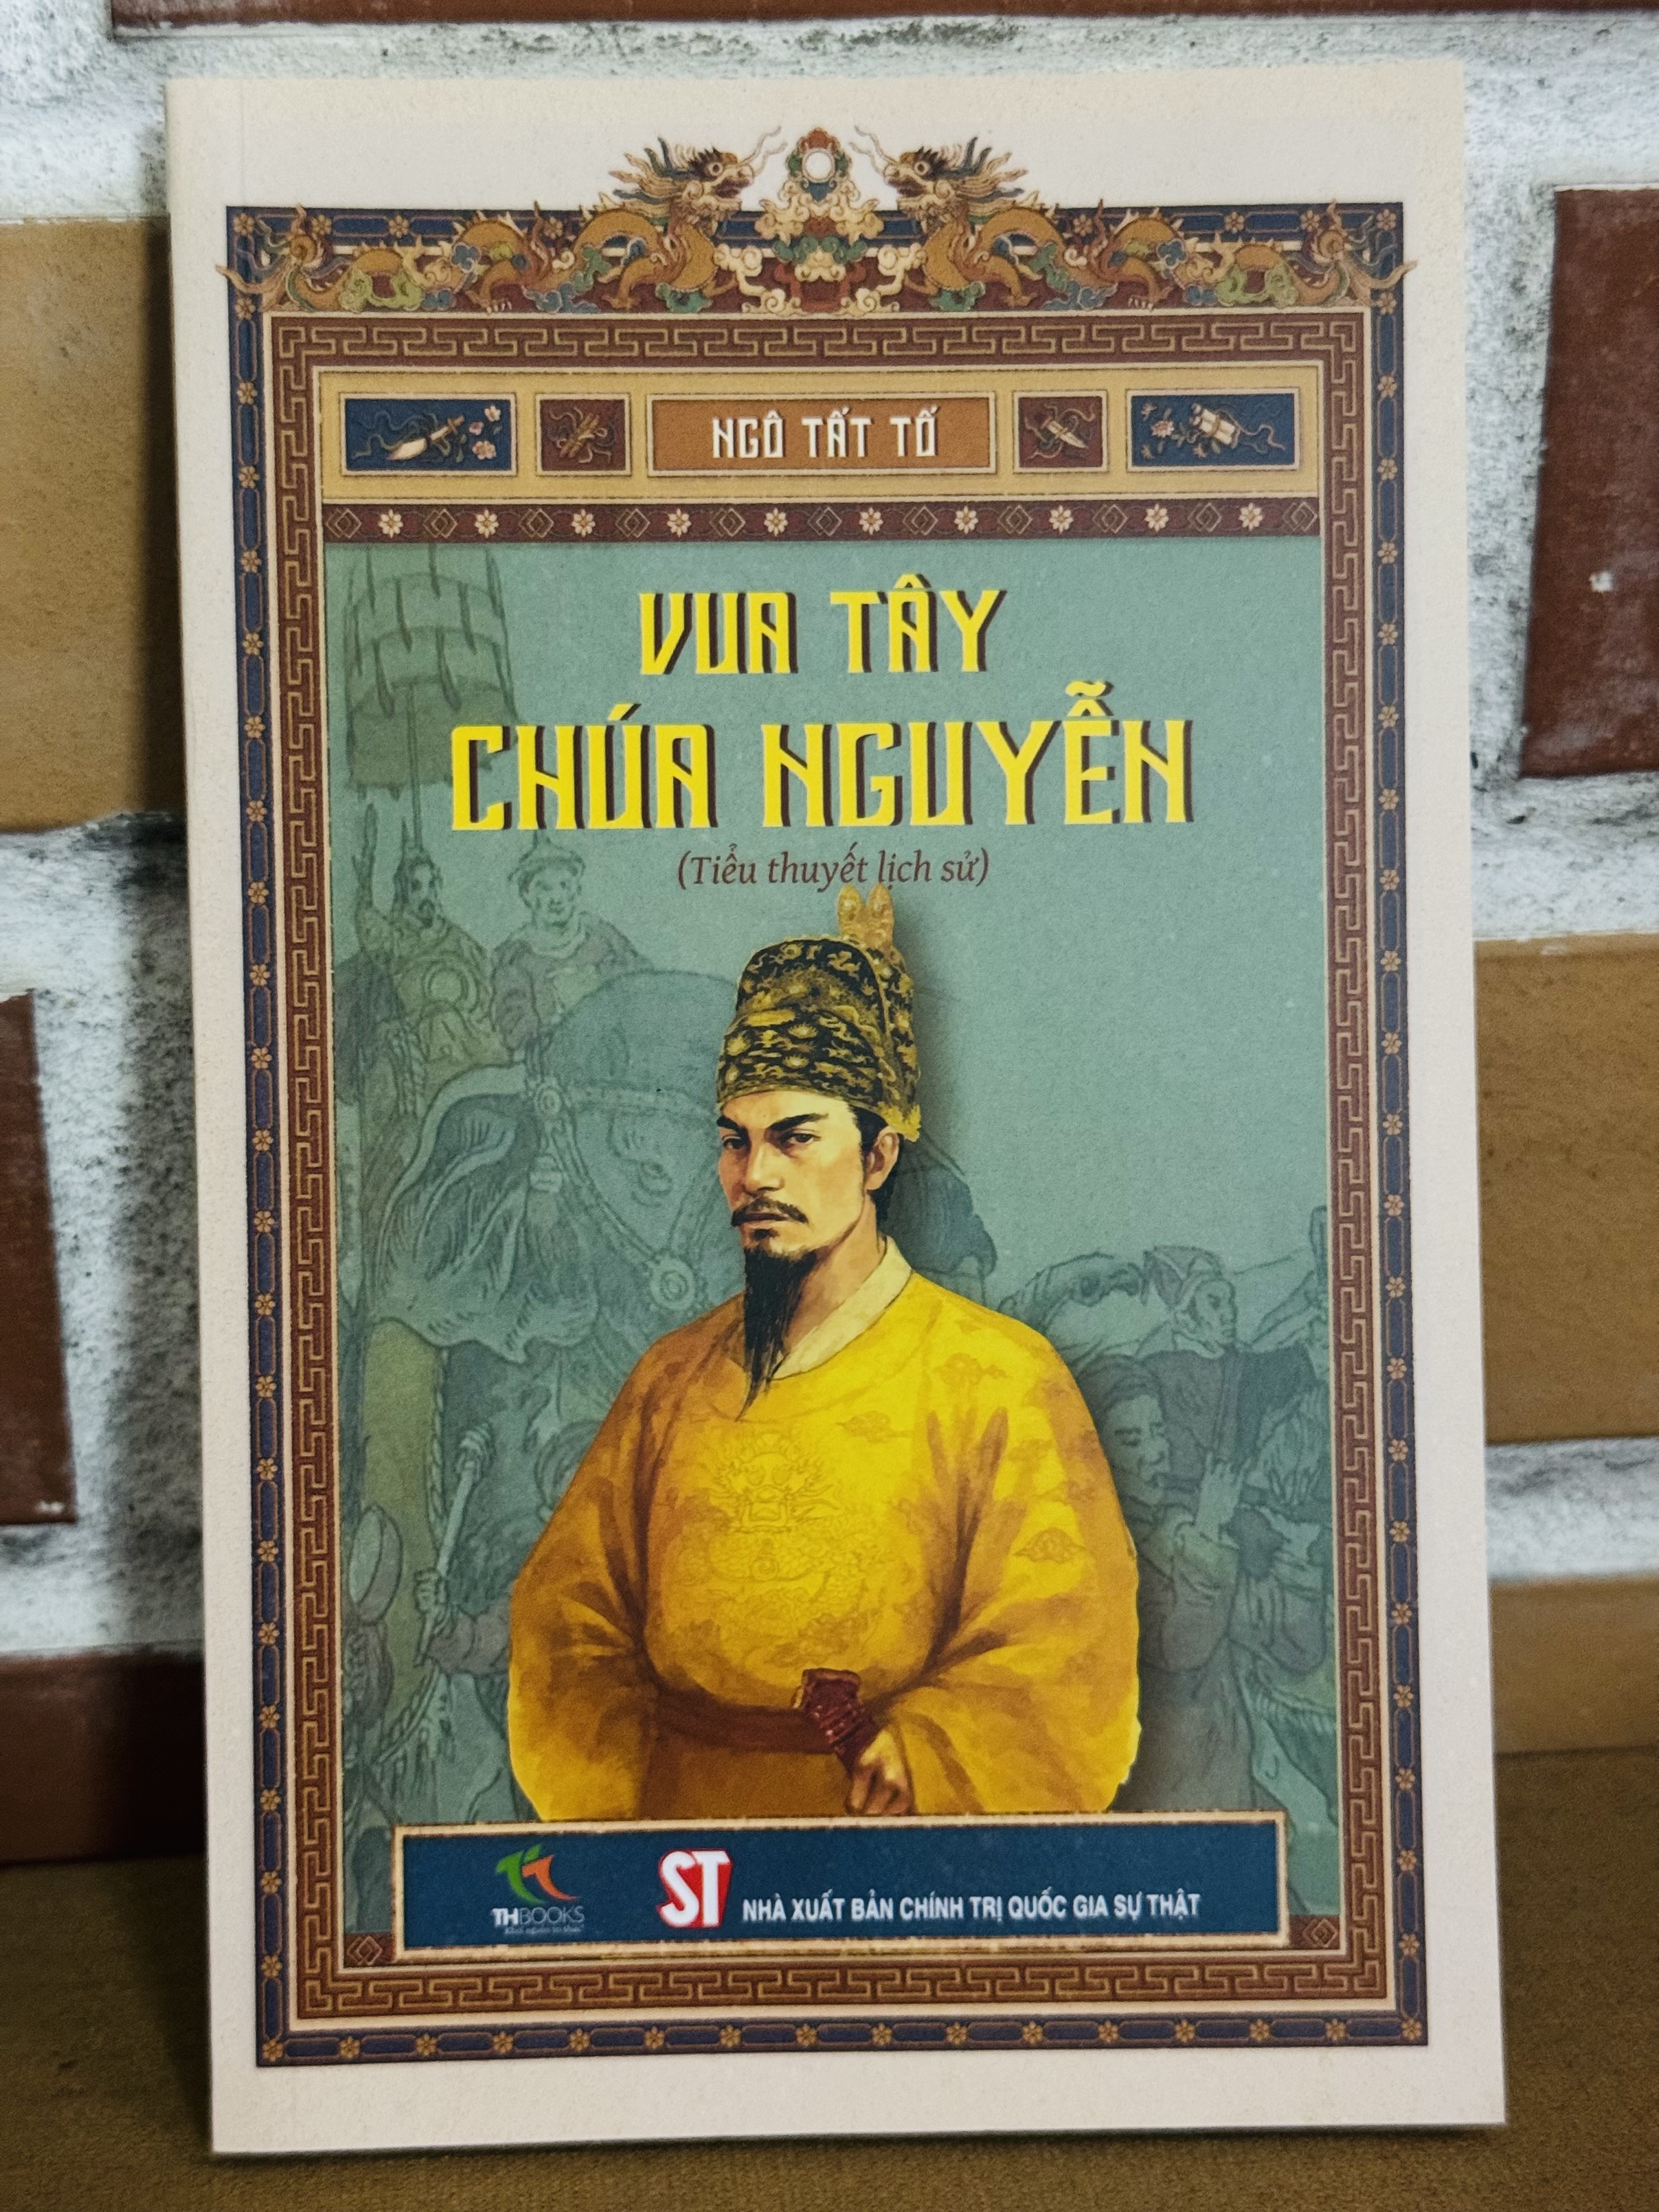 NGÔ TẤT TỐ
VUA TÂY
CHÚA NGUYỄN
(Tiểu thuyết lịch sử)
THBOOKS
ST
NHÀ XUẤT BẢN CHÍNH TRỊ QUỐC GIA SỰ THẬT